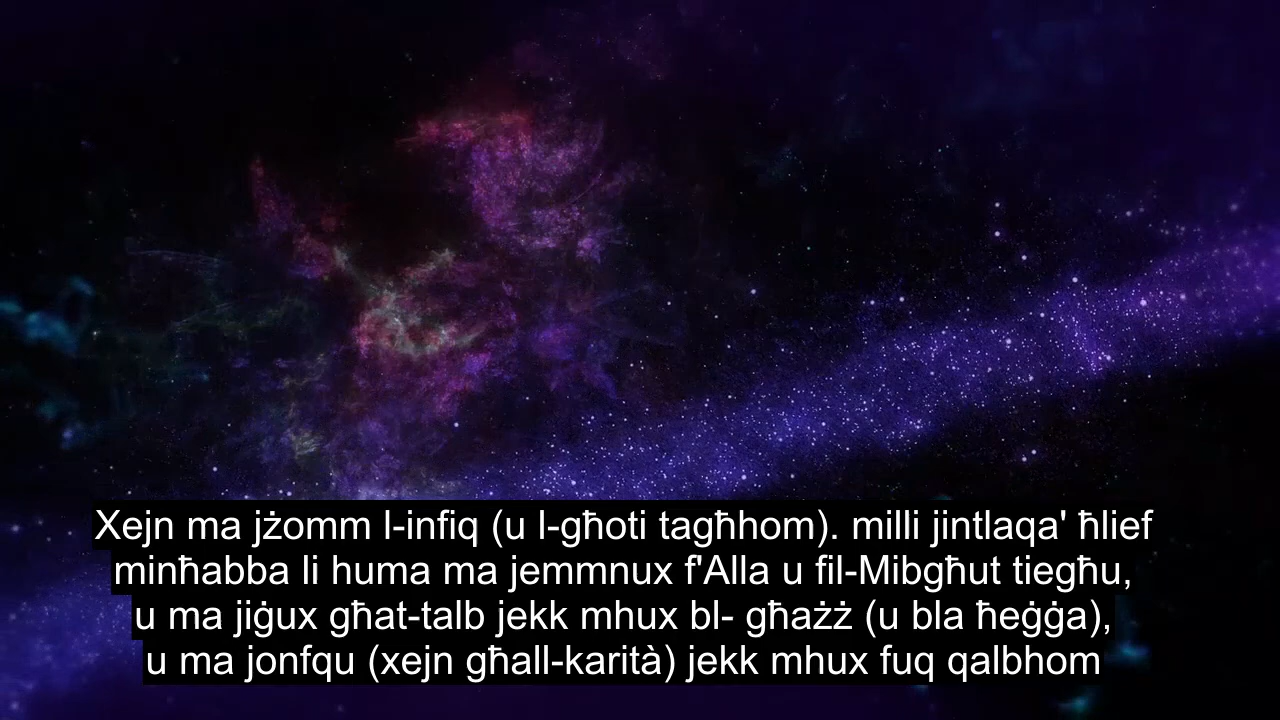 Xejn ma jżomm l-infiq (u l-għoti tagħhom). milli jintlaqa' ħlief
minħabba li huma ma jemmnux f'Alla u fil-Mibgħut tiegħu,
u ma jiġux għat-talb jekk mhux bl- għażż (u bla ħeġġa),
u ma jonfqu (xejn għall-karità) jekk mhux fuq qalbhom